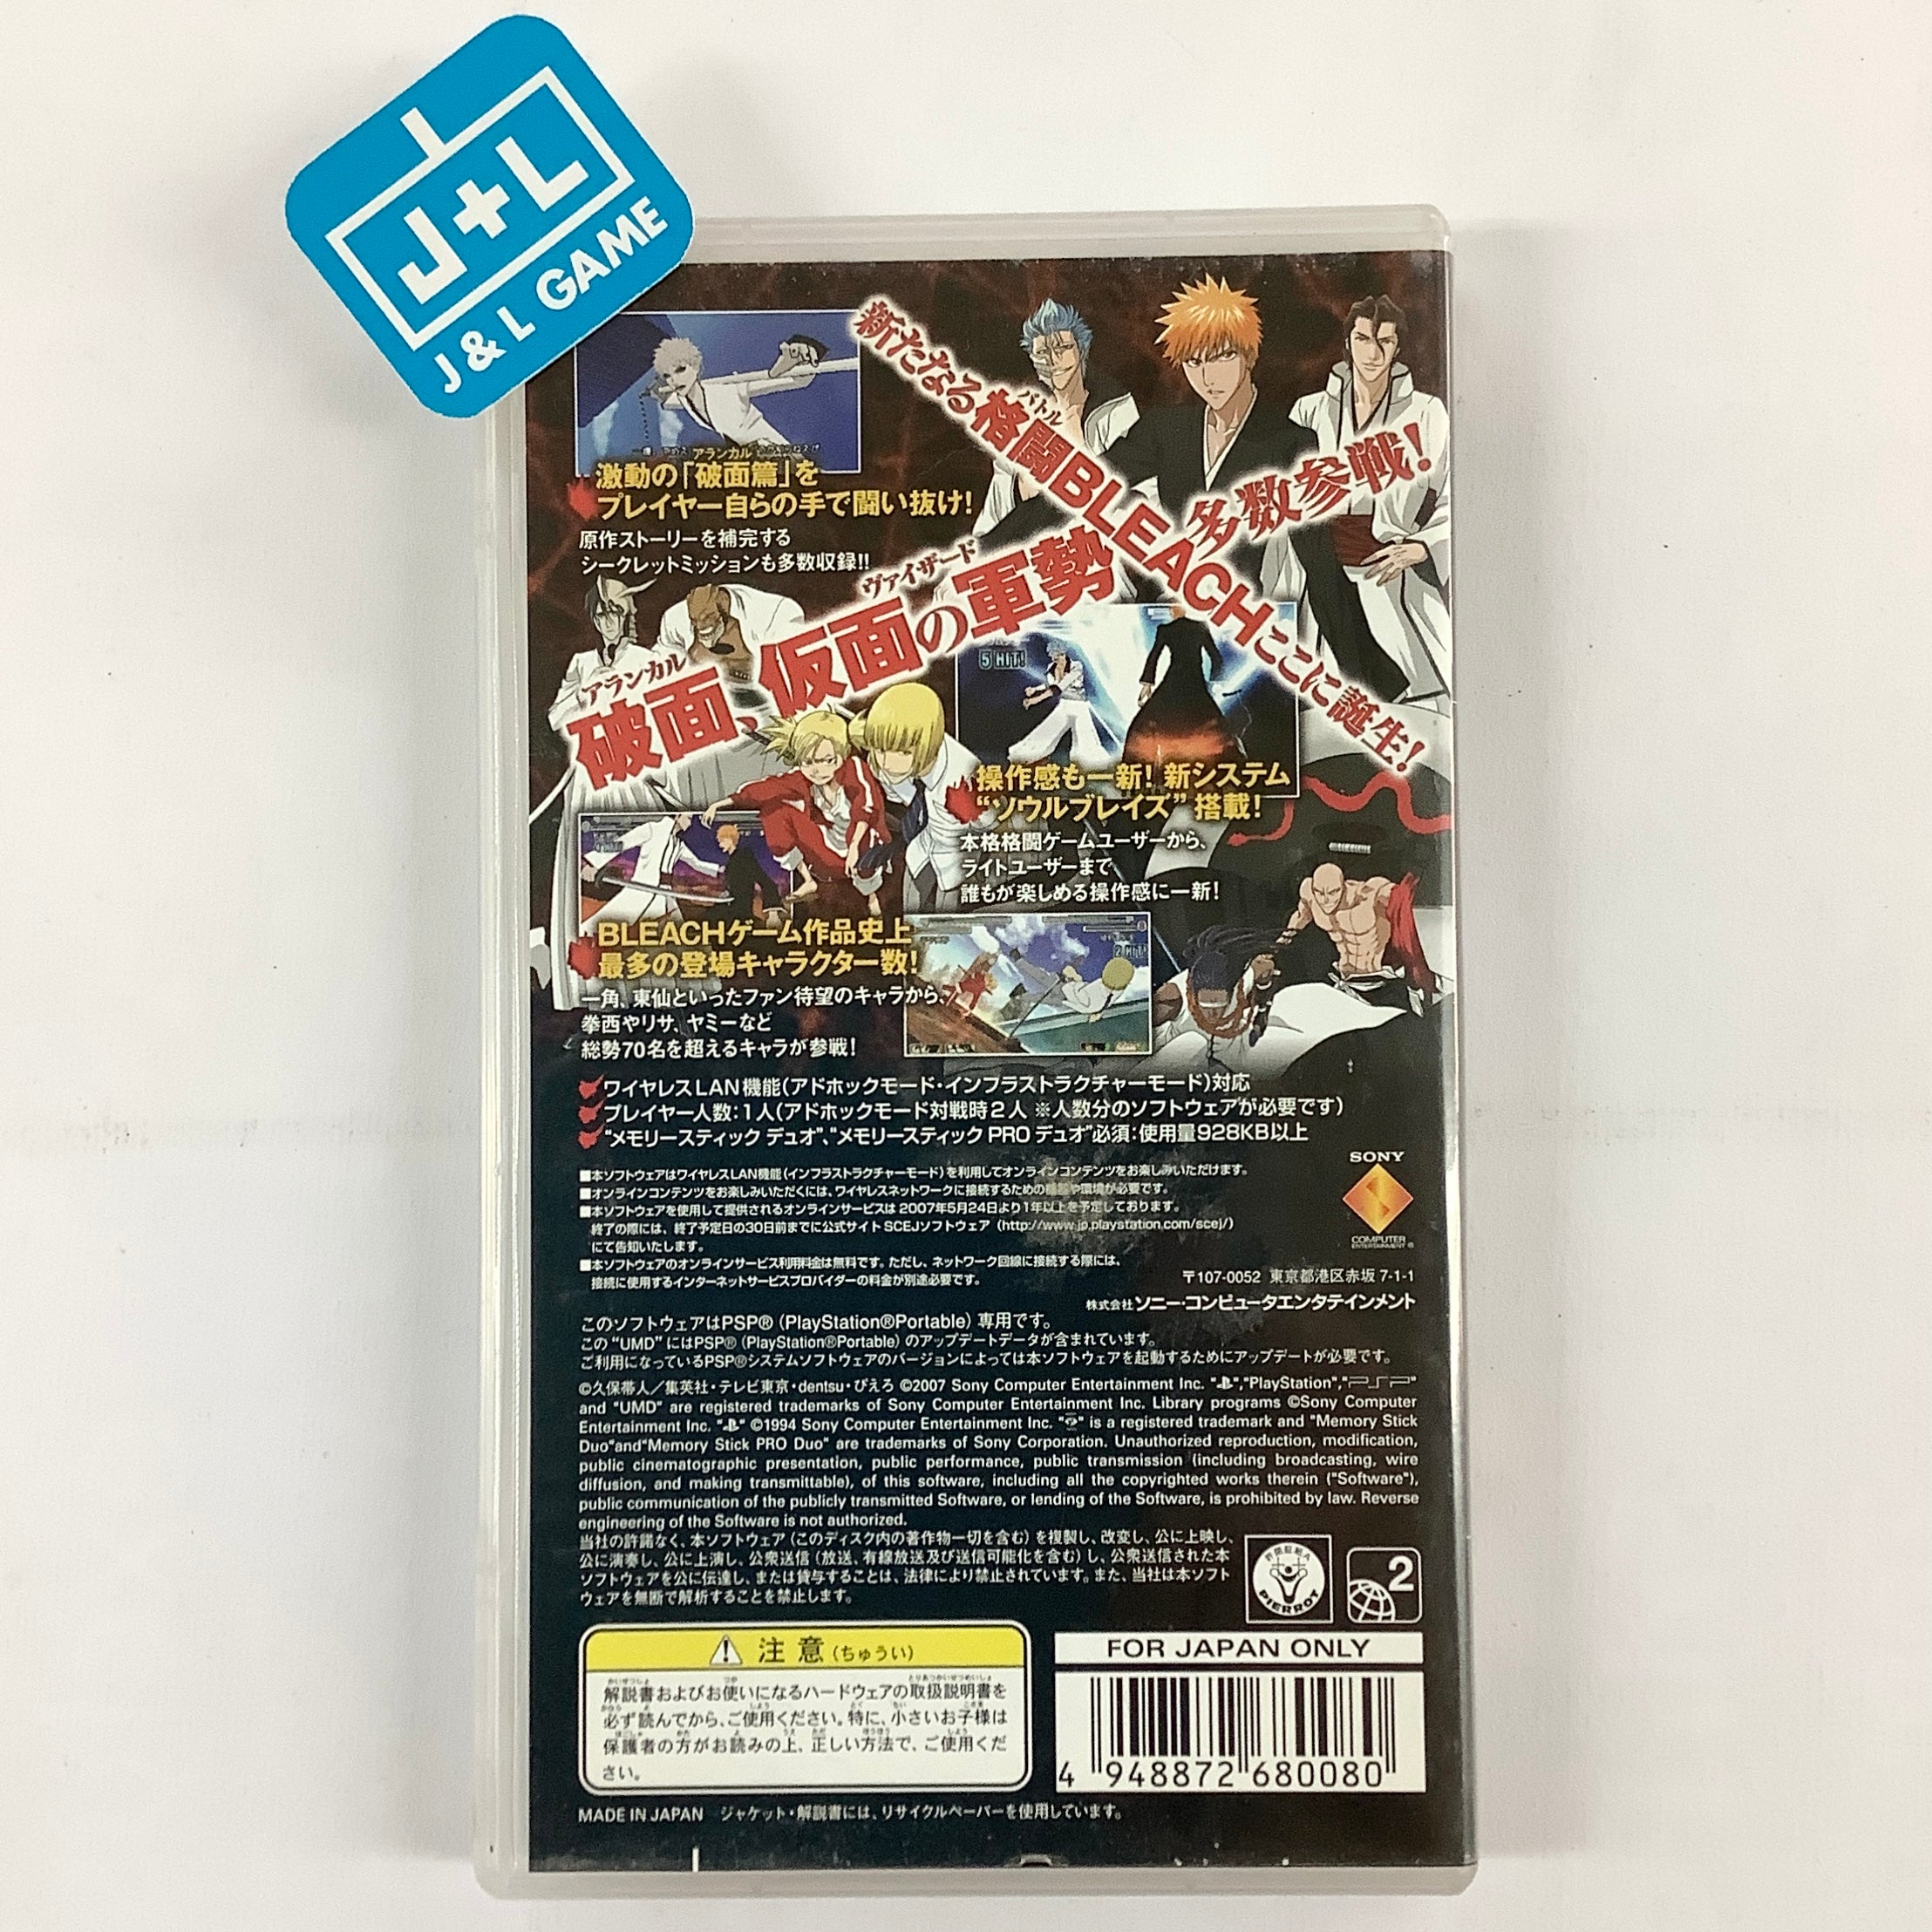 J+L
J&L GAME
新たなる格闘BLEACHここに誕生!
バトル
アランカル
激動の「破面篇」を
プレイヤー自らの手で闘い抜け!
原作ストーリーを補完する
シークレットミッションも多数収録!!
アランカル
ヴァイザード
破面、仮面の軍勢 多数参戦!
5 HIT!
操作感も一新! 新システム
“ソウルブレイズ”搭載!
本格格闘ゲームユーザーから、
ライトユーザーまで
誰もが楽しめる操作感に一新!
BLEACHゲーム作品史上
最多の登場キャラクター数!
一角、東仙といったファン待望のキャラから、
拳西やリサ、ヤミーなど
総勢70名を超えるキャラが参戦!
2 HIT!
ワイヤレスLAN機能(アドホックモード・インフラストラクチャーモード)対応
プレイヤー人数:1人(アドホックモード対戦時2人 ※人数分のソフトウェアが必要です)
“メモリースティック デュオ”、“メモリースティック PRO デュオ”必須:使用量928KB以上
■本ソフトウェアはワイヤレスLAN機能(インフラストラクチャーモード)を利用してオンラインコンテンツをお楽しみいただけます。
■オンラインコンテンツをお楽しみいただくには、ワイヤレスネットワークに接続するための機器や環境が必要です。
■本ソフトウェアを使用して提供されるオンラインサービスは2007年5月24日より1年以上を予定しております。
終了の際には、終了予定日の30日前までに公式サイト SCEJソフトウェア (http://www.jp.playstation.com/scej/)
にて告知いたします。
■本ソフトウェアのオンラインサービス利用料金は無料です。ただし、ネットワーク回線に接続する際には、
接続に使用するインターネットサービスプロバイダーの料金が別途必要です。
SONY
COMPUTER
ENTERTAINMENT®
〒107-0052 東京都港区赤坂 7-1-1
株式会社ソニー・コンピュータエンタテインメント
このソフトウェアはPSP® (PlayStation®Portable) 専用です。
この “UMD” にはPSP® (PlayStation®Portable) のアップデートデータが含まれています。
ご利用になっているPSP®システムソフトウェアのバージョンによっては本ソフトウェアを起動するためにアップデートが必要です。
©久保帯人/集英社・テレビ東京・dentsu・ぴえろ ©2007 Sony Computer Entertainment Inc. "","PlayStation","PSP"
and "UMD" are registered trademarks of Sony Computer Entertainment Inc. Library programs ©Sony Computer
Entertainment Inc. "" ©1994 Sony Computer Entertainment Inc. "" is a registered trademark and "Memory Stick
Duo"and"Memory Stick PRO Duo" are trademarks of Sony Corporation. Unauthorized reproduction, modification,
public cinematographic presentation, public performance, public transmission (including broadcasting, wire
diffusion, and making transmittable), of this software, including all the copyrighted works therein ("Software"),
public communication of the publicly transmitted Software, or lending of the Software, is prohibited by law. Reverse
engineering of the Software is not authorized.
当社の許諾なく、本ソフトウェア(このディスク内の著作物一切を含む)を複製し、改変し、公に上映し、
公に演奏し、公に上演し、公衆送信(放送、有線放送及び送信可能化を含む)し、公衆送信された本
ソフトウェアを公に伝達し、または貸与することは、法律により禁止されています。また、当社は本ソフト
ウェアを無断で解析することを禁止します。
許諾証紙A
PIERROT
2
注意(ちゅうい)
解説書およびお使いになるハードウェアの取扱説明書を
必ず読んでから、ご使用ください。特に、小さいお子様は
保護者の方がお読みの上、正しい方法で、ご使用くだ
さい。
FOR JAPAN ONLY
4 948872 680080
MADE IN JAPAN ジャケット・解説書には、リサイクルペーパーを使用しています。